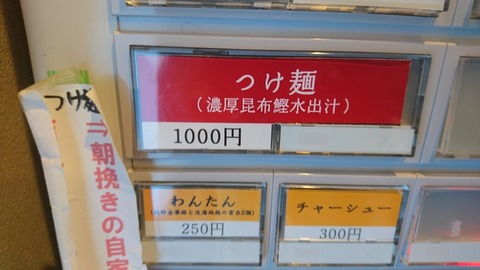 つけ麺
(濃厚昆布鰹水出汁)
1000円
つけ麺
⇒朝挽きの自家
わんたん
250円
チャーシュー
300円